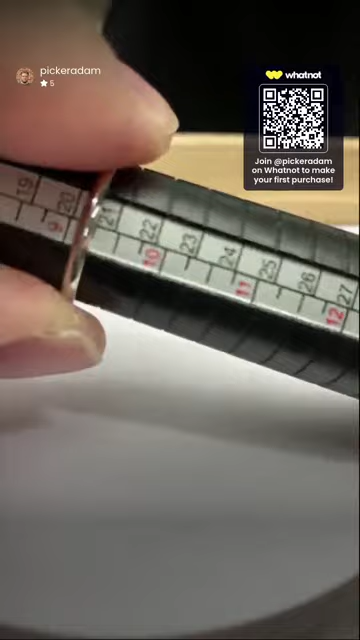 pickeradam
★ 5
whatnot
Join @pickeradam
on Whatnot to make
your first purchase!
19 20 21 22 23 24 25 26 27
9 10 11 12